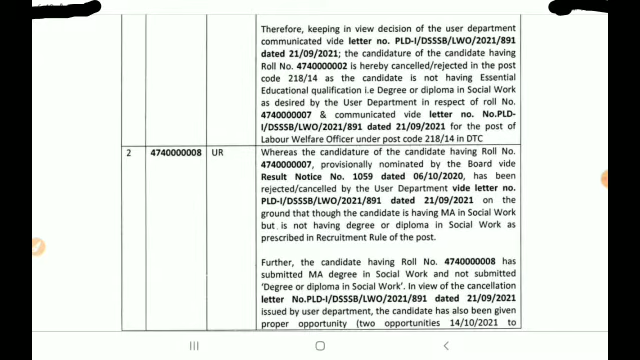 Therefore, keeping in view decision of the user department
communicated vide letter no. PLD-I/DSSSB/LWO/2021/891
dated 21/09/2021; the candidature of the candidate having
Roll No. 4740000002 is hereby cancelled/rejected in the post
code 218/14 as the candidate is not having Essential
Educational qualification i.e Degree or diploma in Social Work
as desired by the User Department in respect of roll No.
4740000007 & communicated vide letter no. No.PLD-
I/DSSSB/LWO/2021/891 dated 21/09/2021 for the post of
Labour Welfare Officer under post code 218/14 in DTC
2 4740000008 UR Whereas the candidature of the candidate having Roll No.
4740000007, provisionally nominated by the Board vide
Result Notice No. 1059 dated 06/10/2020, has been
rejected/cancelled by the User Department vide letter no.
PLD-I/DSSSB/LWO/2021/891 dated 21/09/2021 on the
ground that though the candidate is having MA in Social Work
but is not having degree or diploma in Social Work as
prescribed in Recruitment Rule of the post.
Further, the candidate having Roll No. 4740000008 has
submitted MA degree in Social Work and not submitted
'Degree or diploma in Social Work'. In view of the cancellation
letter No.PLD-I/DSSSB/LWO/2021/891 dated 21/09/2021
issued by user department, the candidate has also been given
proper opportunity (two opportunities 14/10/2021 to